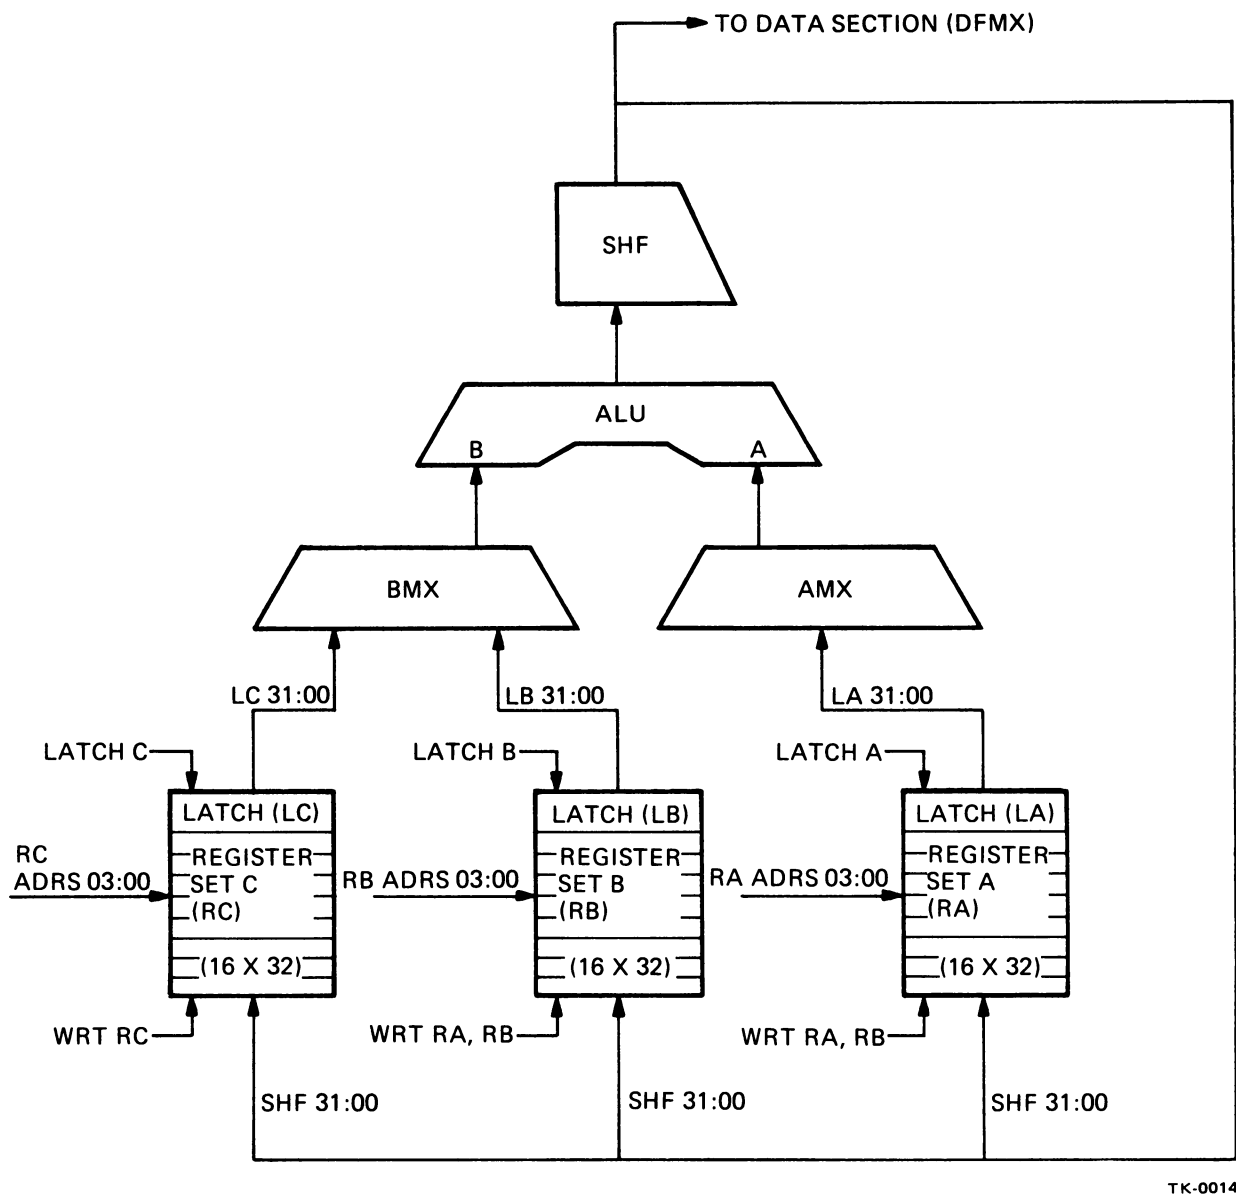 TO DATA SECTION (DFMX)
SHF
ALU
B
A
BMX
AMX
LC 31:00
LB 31:00
LA 31:00
LATCH C
LATCH B
LATCH A
LATCH (LC)
LATCH (LB)
LATCH (LA)
RC
ADRS 03:00
REGISTER
SET C
(RC)
(16 X 32)
RB ADRS 03:00
REGISTER
SET B
(RB)
(16 X 32)
RA ADRS 03:00
REGISTER
SET A
(RA)
(16 X 32)
WRT RC
WRT RA, RB
WRT RA, RB
SHF 31:00
SHF 31:00
SHF 31:00
TK-0014